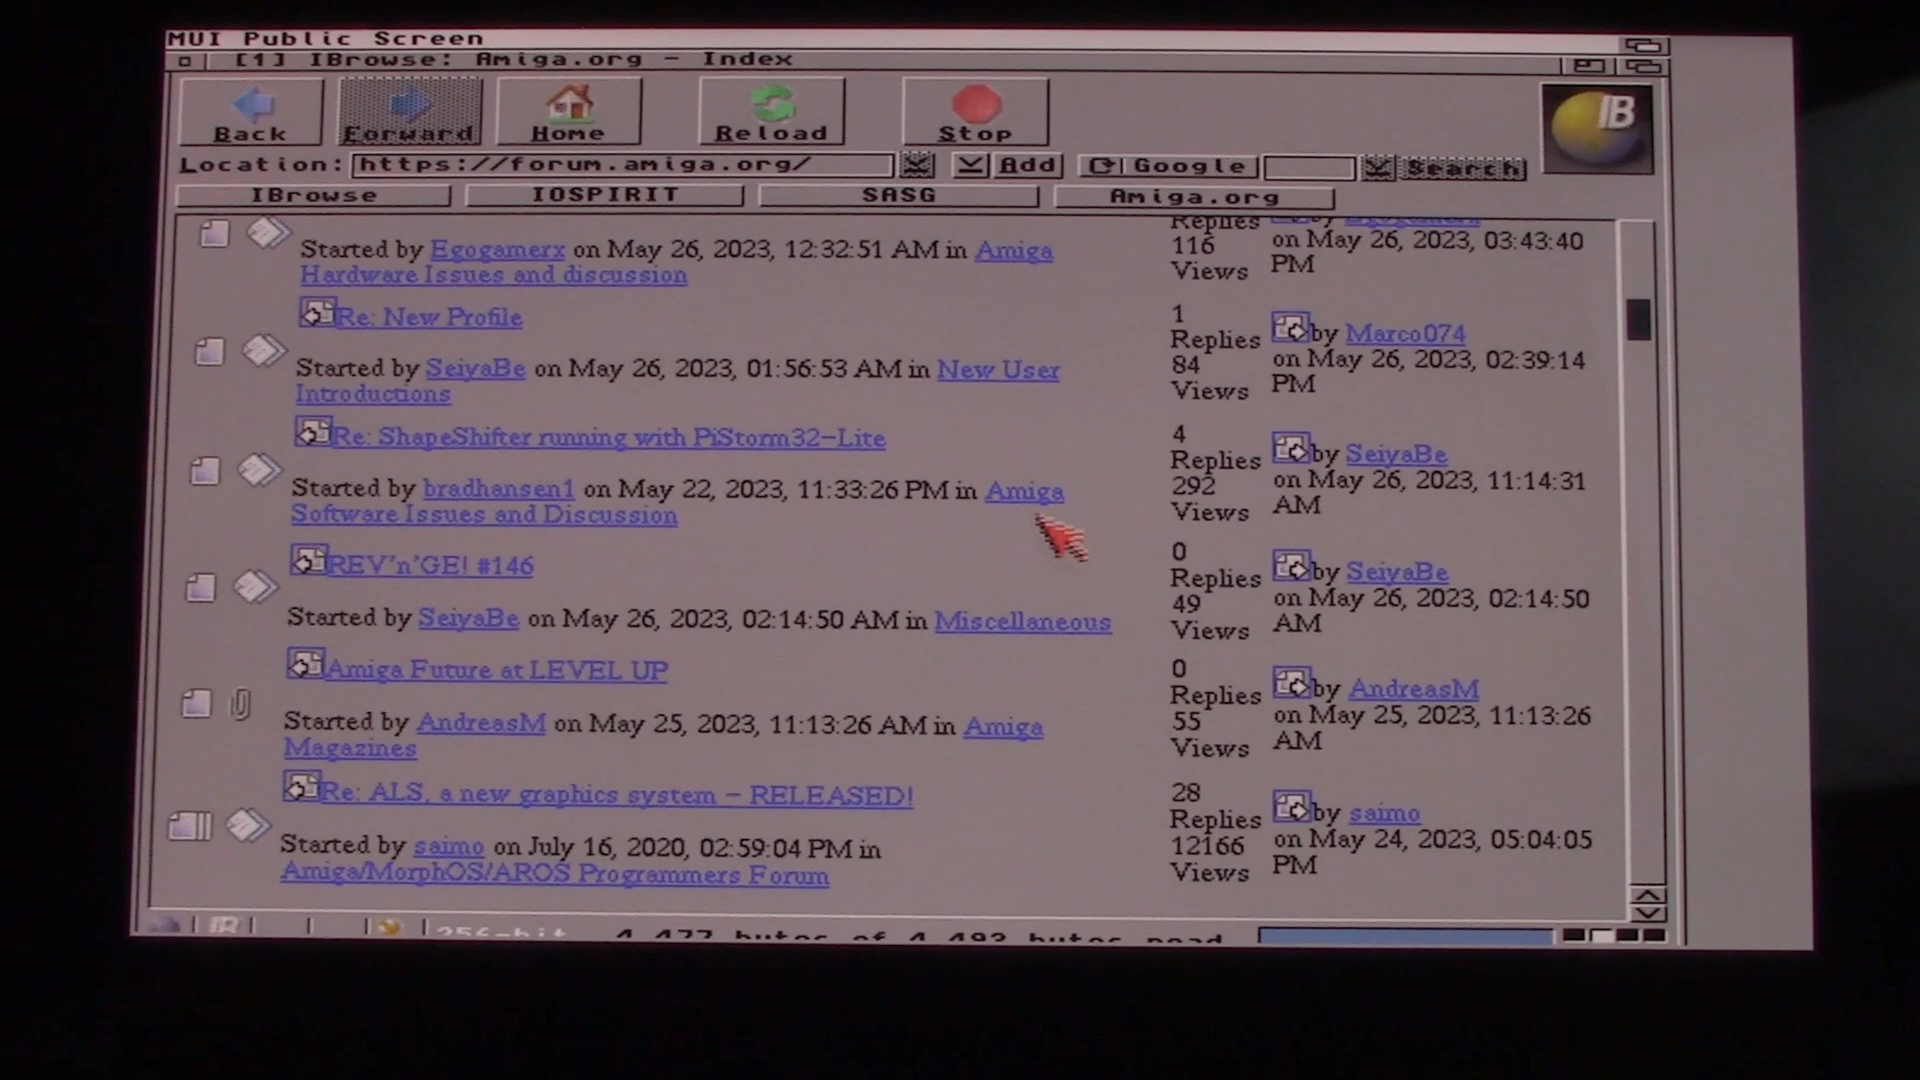 MUI Public Screen
[1] IBrowse: Amiga.org – Index
Back
Forward
Home
Reload
Stop
IB
Location: https://forum.amiga.org/
Add
Google
Search
IBrowse
IOSPIRIT
SASG
Amiga.org
Started by Egogamerx on May 26, 2023, 12:32:51 AM in Amiga
Hardware Issues and discussion
Replies
116
Views
by Egogamerx
on May 26, 2023, 03:43:40
PM
Re: New Profile
Started by SeiyaBe on May 26, 2023, 01:56:53 AM in New User
Introductions
1
Replies
84
Views
by Marco074
on May 26, 2023, 02:39:14
PM
Re: ShapeShifter running with PiStorm32-Lite
Started by bradhansen1 on May 22, 2023, 11:33:26 PM in Amiga
Software Issues and Discussion
4
Replies
292
Views
by SeiyaBe
on May 26, 2023, 11:14:31
AM
REV'n'GE! #146
Started by SeiyaBe on May 26, 2023, 02:14:50 AM in Miscellaneous
0
Replies
49
Views
by SeiyaBe
on May 26, 2023, 02:14:50
AM
Amiga Future at LEVEL UP
Started by AndreasM on May 25, 2023, 11:13:26 AM in Amiga
Magazines
0
Replies
55
Views
by AndreasM
on May 25, 2023, 11:13:26
AM
Re: ALS, a new graphics system – RELEASED!
Started by saimo on July 16, 2020, 02:59:04 PM in
Amiga/MorphOS/AROS Programmers Forum
28
Replies
12166
Views
by saimo
on May 24, 2023, 05:04:05
PM
256-bit
bytes of
bytes read